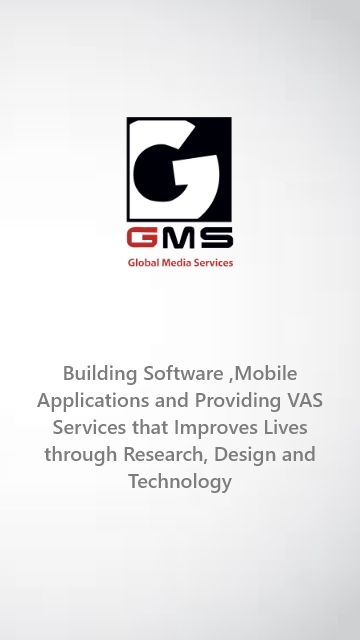 G
GMS
Global Media Services
Building Software ,Mobile
Applications and Providing VAS
Services that Improves Lives
through Research, Design and
Technology